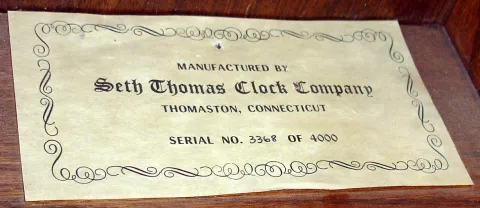 MANUFACTURED BY
Seth Thomas Clock Company
THOMASTON, CONNECTICUT
SERIAL NO. 3368 OF 4000